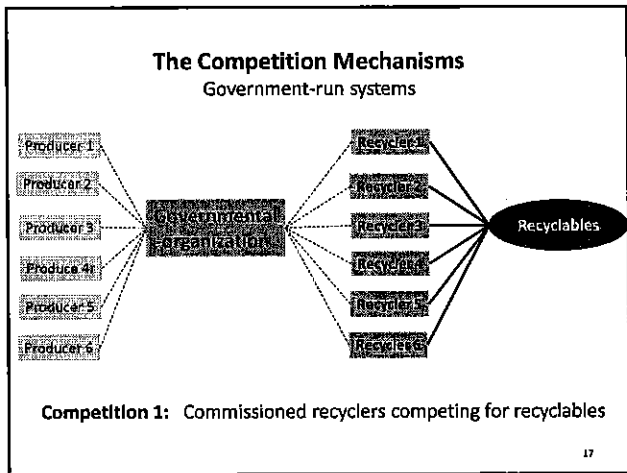 The Competition Mechanisms
Government-run systems
Producer 1
Producer 2
Producer 3
Produce 4r
Producer 5
Producer 6
Governmental
organization
Recycler 1
Recycler 2
Recycler 3
Recycler 4
Recycler 5
Recycler 6
Recyclables
Competition 1: Commissioned recyclers competing for recyclables
17